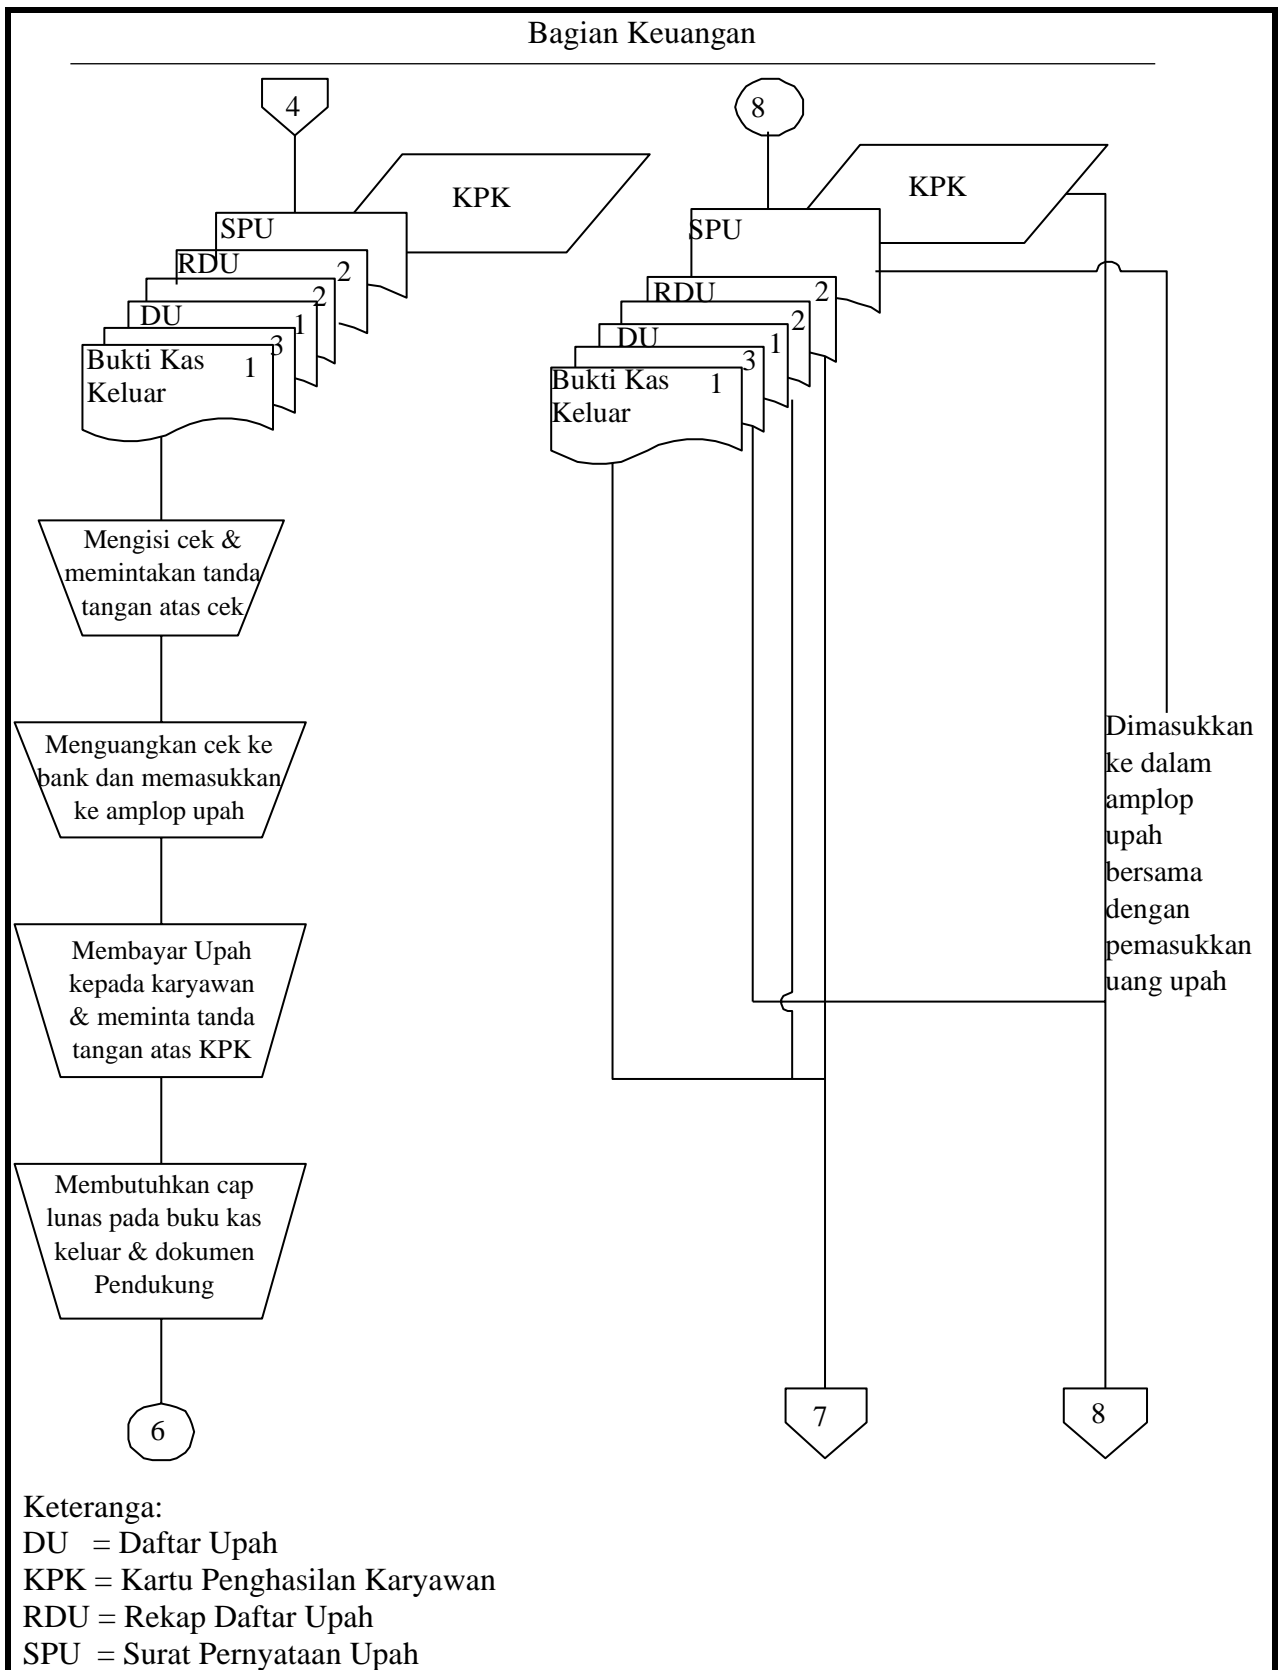 Bagian Keuangan
4
KPK
SPU
RDU
2
2
DU
1
3
Bukti Kas
1
Keluar
Mengisi cek &
memintakan tanda
tangan atas cek
Menguangkan cek ke
bank dan memasukkan
ke amplop upah
Membayar Upah
kepada karyawan
& meminta tanda
tangan atas KPK
Membutuhkan cap
lunas pada buku kas
keluar & dokumen
Pendukung
6
8
KPK
SPU
RDU
2
2
DU
1
3
Bukti Kas
1
Keluar
Dimasukkan
ke dalam
amplop
upah
bersama
dengan
pemasukkan
uang upah
7
8
Keteranga:
DU = Daftar Upah
KPK = Kartu Penghasilan Karyawan
RDU = Rekap Daftar Upah
SPU = Surat Pernyataan Upah